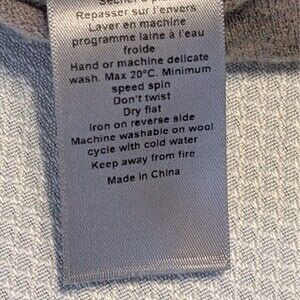 Repasser sur l'envers
Laver en machine
programme laine à l'eau
froide
Hand or machine delicate
wash. Max 20°C. Minimum
speed spin
Don't twist
Dry flat
Iron on reverse side
Machine washable on wool
cycle with cold water
Keep away from fire
Made in China